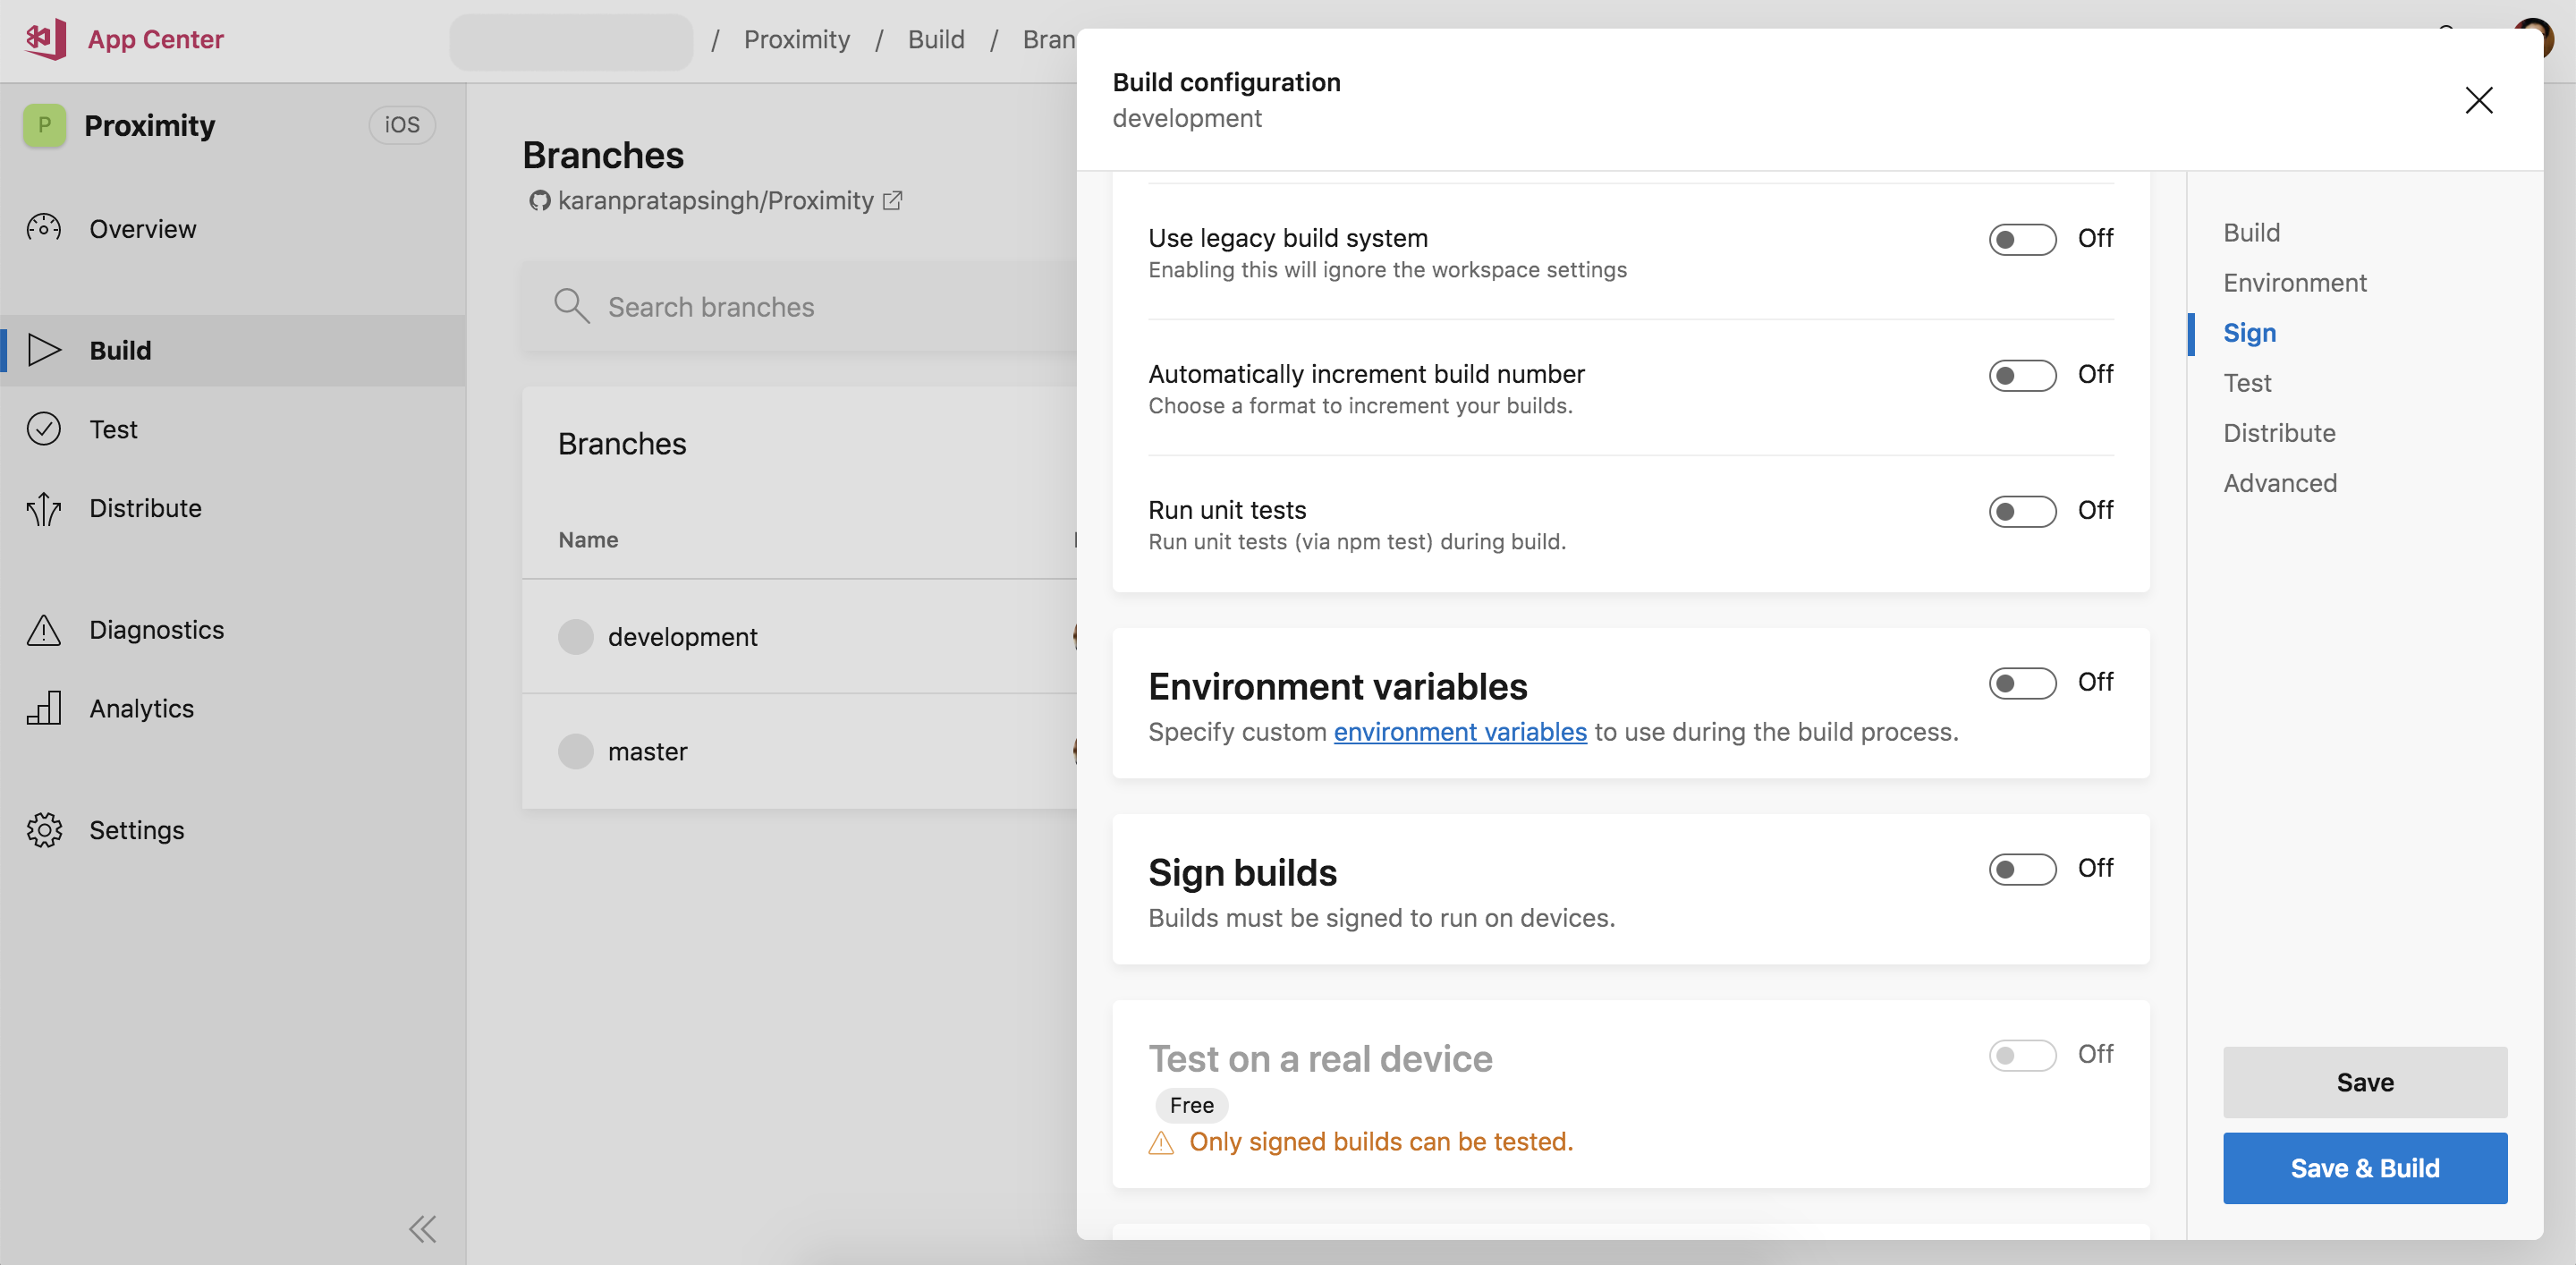 App Center
/ Proximity / Build / Bran
P
Proximity
iOS
Overview
Build
Test
Distribute
Diagnostics
Analytics
Settings
Branches
karanpratapsingh/Proximity
Search branches
Branches
Name
development
master
Build configuration
development
Use legacy build system
Off
Enabling this will ignore the workspace settings
Automatically increment build number
Off
Choose a format to increment your builds.
Run unit tests
Off
Run unit tests (via npm test) during build.
Environment variables
Off
Specify custom environment variables to use during the build process.
Sign builds
Off
Builds must be signed to run on devices.
Test on a real device
Off
Free
Only signed builds can be tested.
Build
Environment
Sign
Test
Distribute
Advanced
Save
Save & Build